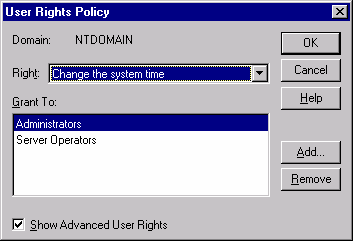 User Rights Policy
Domain: NTDOMAIN
OK
Right: Change the system time
Cancel
Grant To:
Help
Administrators
Server Operators
Add...
Remove
Show Advanced User Rights